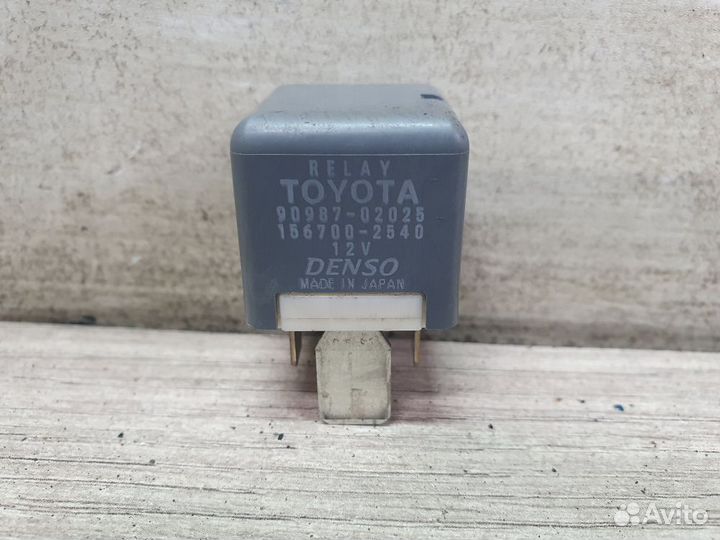 RELAY
TOYOTA
90987-02025
156700-2540
12V
DENSO
MADE IN JAPAN
Avito